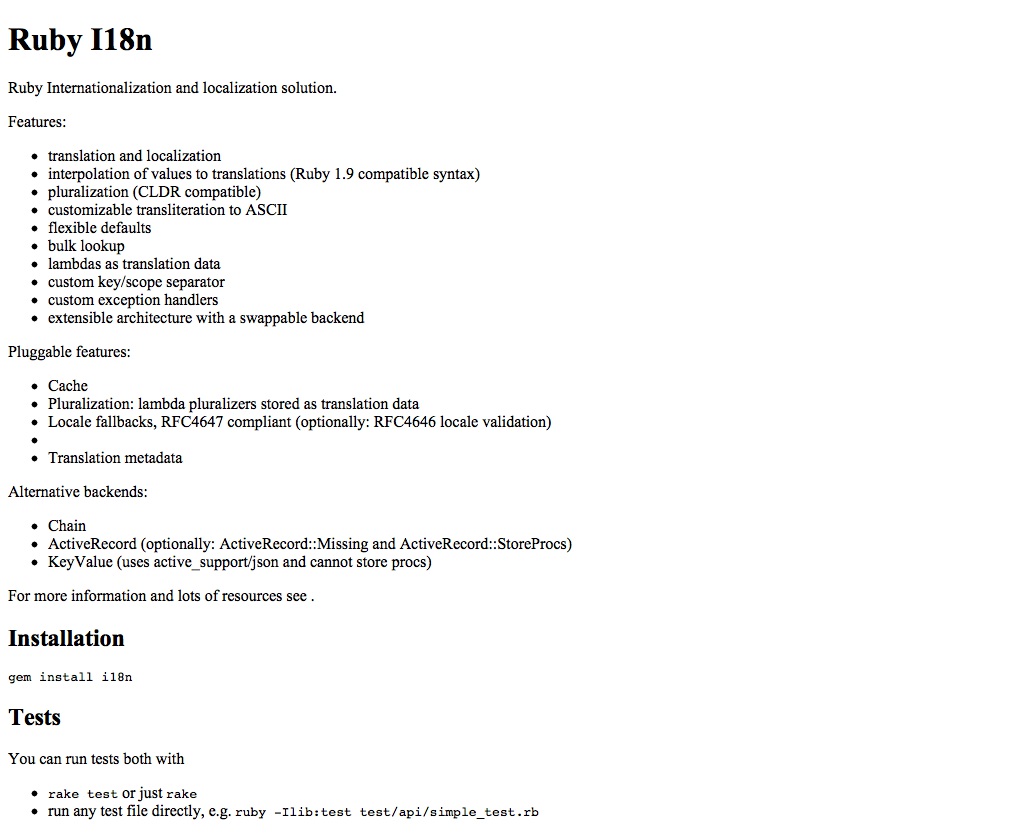 Ruby I18n
Ruby Internationalization and localization solution.
Features:
• translation and localization
• interpolation of values to translations (Ruby 1.9 compatible syntax)
• pluralization (CLDR compatible)
• customizable transliteration to ASCII
• flexible defaults
• bulk lookup
• lambdas as translation data
• custom key/scope separator
• custom exception handlers
• extensible architecture with a swappable backend
Pluggable features:
• Cache
• Pluralization: lambda pluralizers stored as translation data
• Locale fallbacks, RFC4647 compliant (optionally: RFC4646 locale validation)
•
• Translation metadata
Alternative backends:
• Chain
• ActiveRecord (optionally: ActiveRecord::Missing and ActiveRecord::StoreProcs)
• KeyValue (uses active_support/json and cannot store procs)
For more information and lots of resources see .
Installation
gem install i18n
Tests
You can run tests both with
• rake test or just rake
• run any test file directly, e.g. ruby -Ilib:test test/api/simple_test.rb